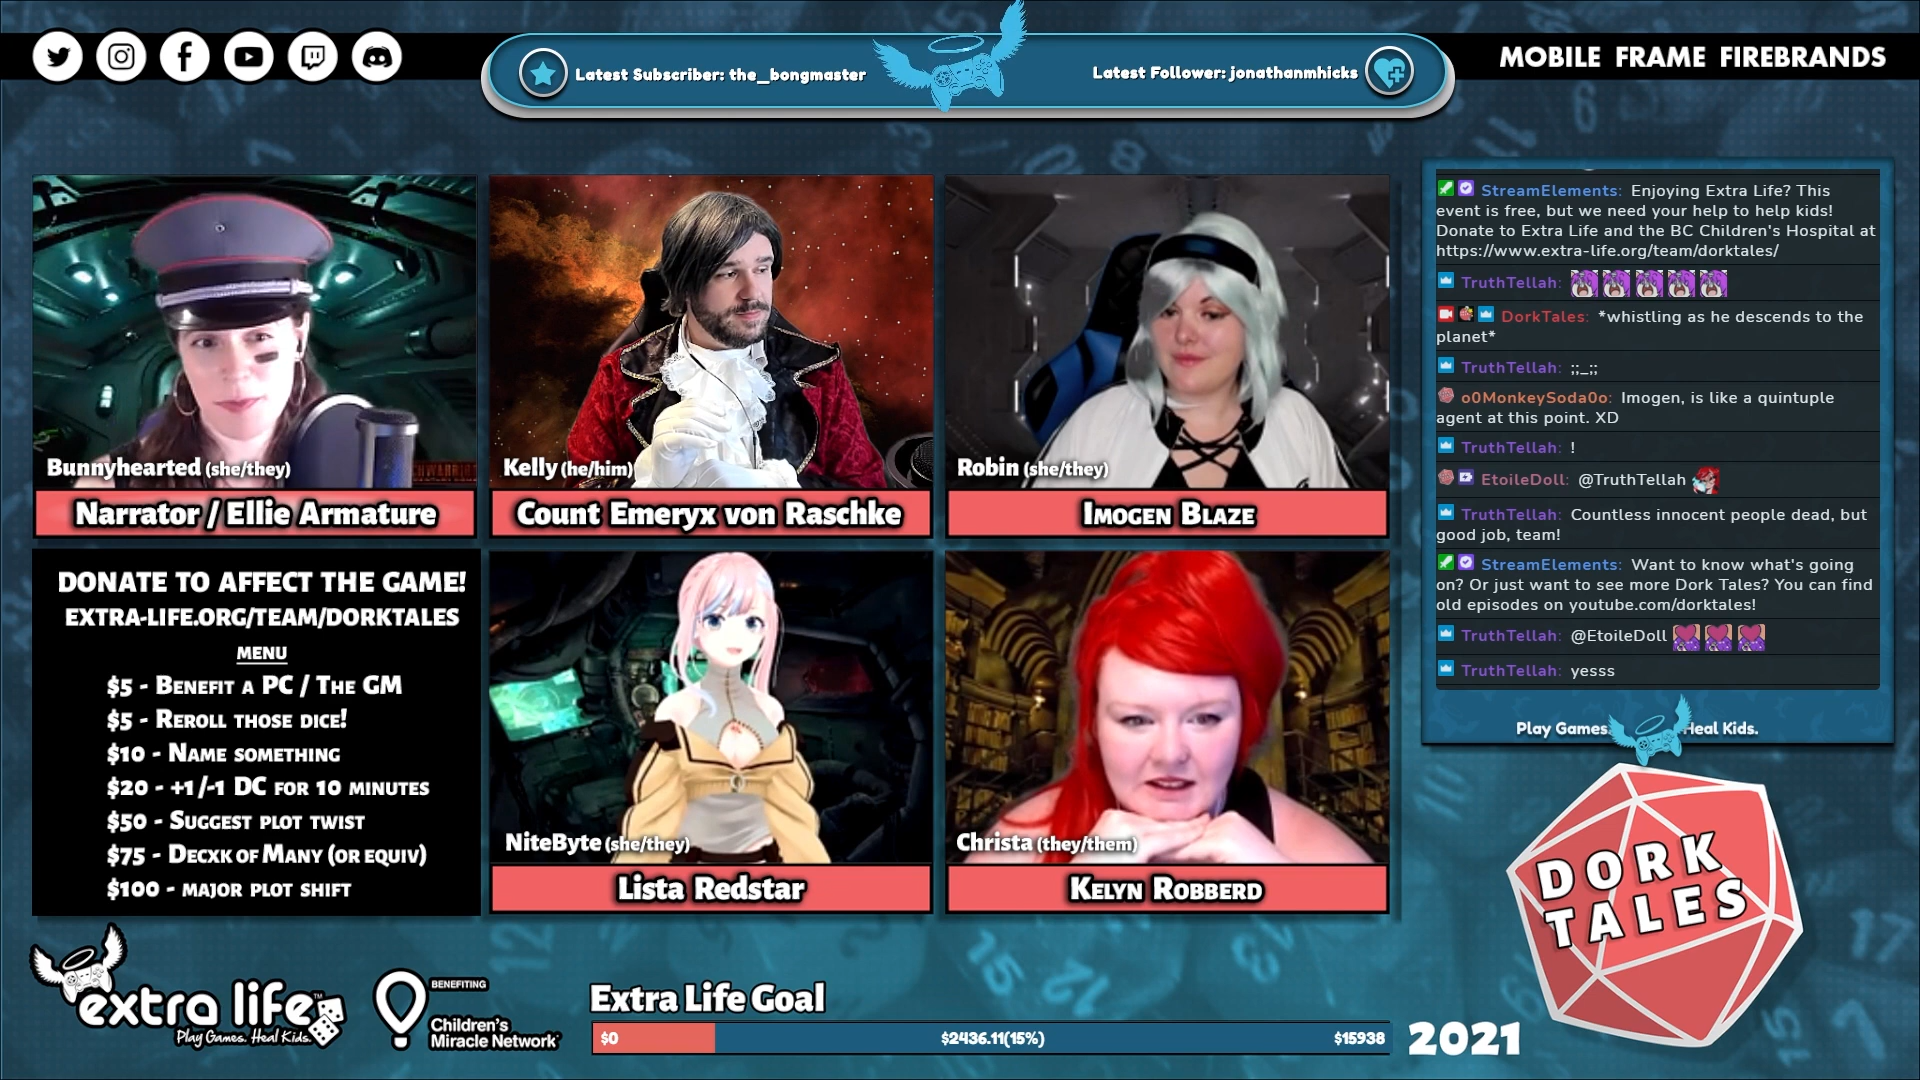 Latest Subscriber: the_bongmaster
Latest Follower: jonathanmhicks
MOBILE FRAME FIREBRANDS
Bunnyhearted (she/they)
Narrator / Ellie Armature
Kelly (he/him)
Count Emeryx von Raschke
Robin (she/they)
Imogen Blaze
DONATE TO AFFECT THE GAME!
EXTRA-LIFE.ORG/TEAM/DORKTALES
MENU
$5 - Benefit a PC / The GM
$5 - Reroll those dice!
$10 - Name something
$20 - +1/-1 DC for 10 minutes
$50 - Suggest plot twist
$75 - Decxk of Many (or equiv)
$100 - major plot shift
NiteByte (she/they)
Lista Redstar
Christa (they/them)
Kelyn Robberd
StreamElements: Enjoying Extra Life? This
event is free, but we need your help to help kids!
Donate to Extra Life and the BC Children's Hospital at
https://www.extra-life.org/team/dorktales/
TruthTellah:
DorkTales: *whistling as he descends to the
planet*
TruthTellah: ;;_;;
o0MonkeySoda0o: Imogen, is like a quintuple
agent at this point. XD
TruthTellah: !
EtoileDoll: @TruthTellah
TruthTellah: Countless innocent people dead, but
good job, team!
StreamElements: Want to know what's going
on? Or just want to see more Dork Tales? You can find
old episodes on youtube.com/dorktales!
TruthTellah: @EtoileDoll
TruthTellah: yesss
Play Games. Heal Kids.
DORK
TALES
extra life™
Play Games. Heal Kids.
BENEFITING
Children's
Miracle Network
Extra Life Goal
$0
$2436.11(15%)
$15938
2021